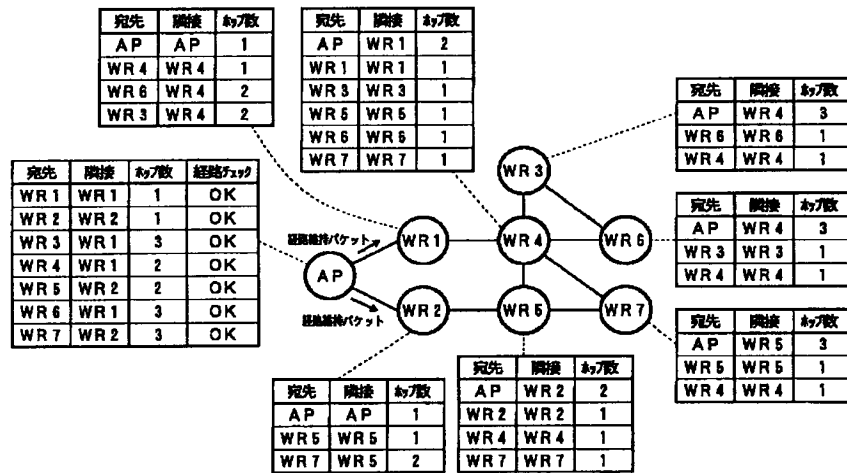 宛先 隣接 ホップ数
AP AP 1
WR4 WR4 1
WR6 WR4 2
WR3 WR4 2
宛先 隣接 ホップ数
AP WR1 2
WR1 WR1 1
WR3 WR3 1
WR5 WR5 1
WR6 WR6 1
WR7 WR7 1
宛先 隣接 ホップ数
AP WR4 3
WR6 WR6 1
WR4 WR4 1
宛先 隣接 ホップ数 経路チェック
WR1 WR1 1 OK
WR2 WR2 1 OK
WR3 WR1 3 OK
WR4 WR1 2 OK
WR5 WR2 2 OK
WR6 WR1 3 OK
WR7 WR2 3 OK
WR3
経路維持パケット
WR1
WR4
WR6
AP
経路維持パケット
WR2
WR5
WR7
宛先 隣接 ホップ数
AP WR4 3
WR3 WR3 1
WR4 WR4 1
宛先 隣接 ホップ数
AP WR5 3
WR5 WR5 1
WR4 WR4 1
宛先 隣接 ホップ数
AP AP 1
WR5 WR5 1
WR7 WR5 2
宛先 隣接 ホップ数
AP WR2 2
WR2 WR2 1
WR4 WR4 1
WR7 WR7 1